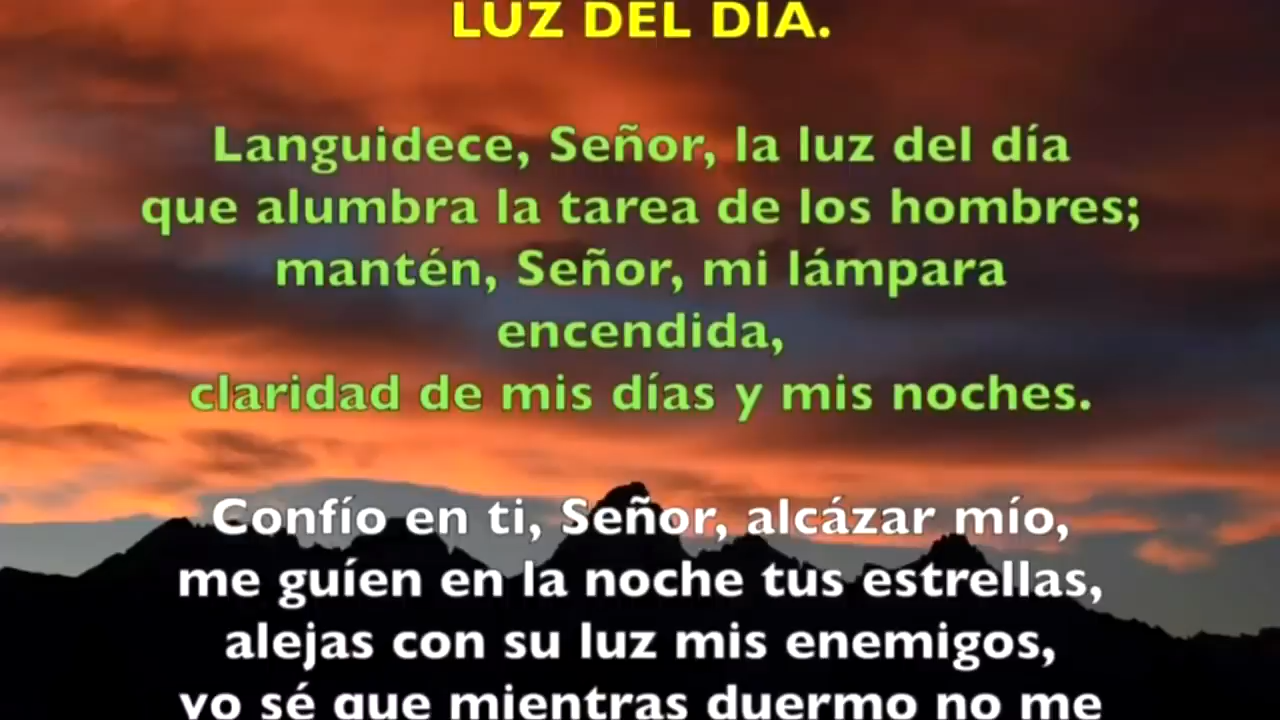 LUZ DEL DÍA.
Languidece, Señor, la luz del día
que alumbra la tarea de los hombres;
mantén, Señor, mi lámpara
encendida,
claridad de mis días y mis noches.
Confío en ti, Señor, alcázar mío,
me guíen en la noche tus estrellas,
alejas con su luz mis enemigos,
yo sé que mientras duermo no me